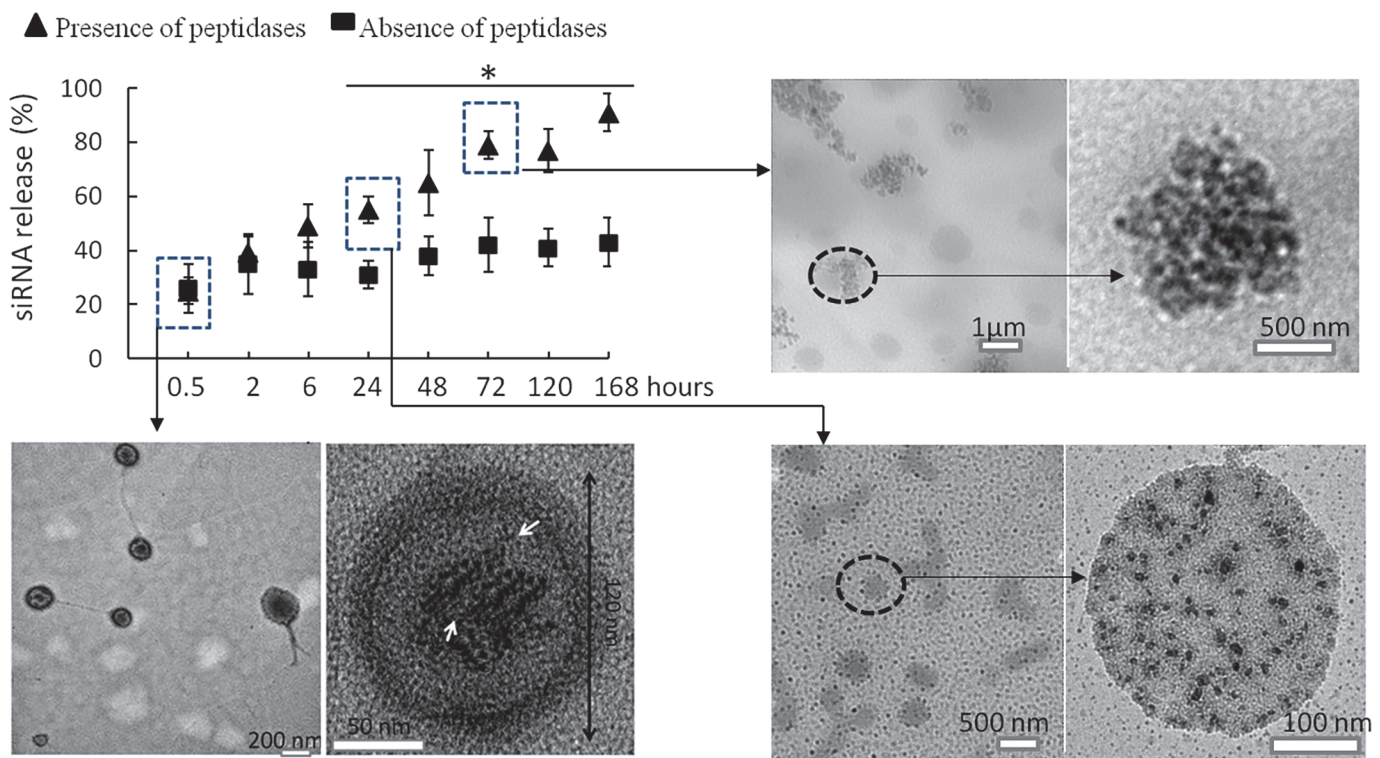 Presence of peptidases
Absence of peptidases
*
siRNA release (%)
100
80
60
40
20
0
0.5 2 6 24 48 72 120 168 hours
1µm
500 nm
200 nm
50 nm
120 nm
500 nm
100 nm